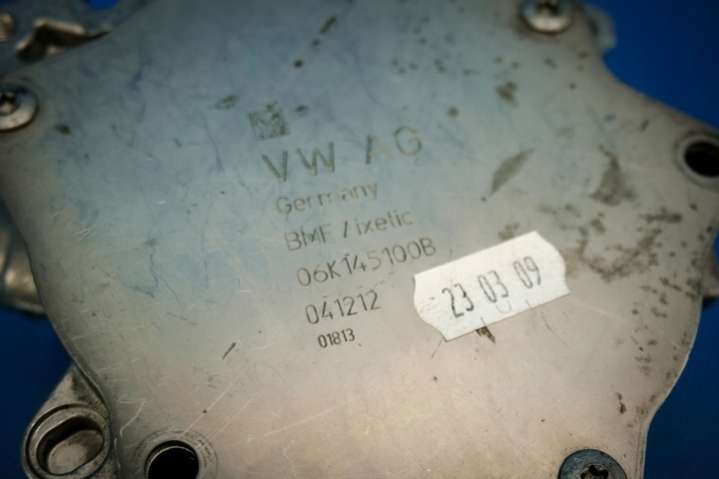 VW AG
Germany
BMF / ixetic
06K145100B
041212
01813
23 03 09